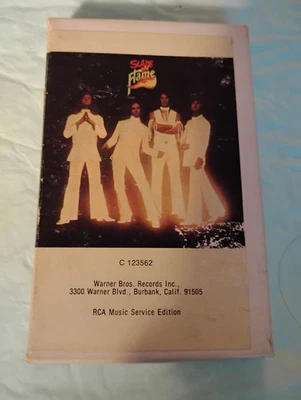 SLADE
in
Flame
C 123562
Warner Bros. Records Inc.,
3300 Warner Blvd., Burbank, Calif. 91505
RCA Music Service Edition